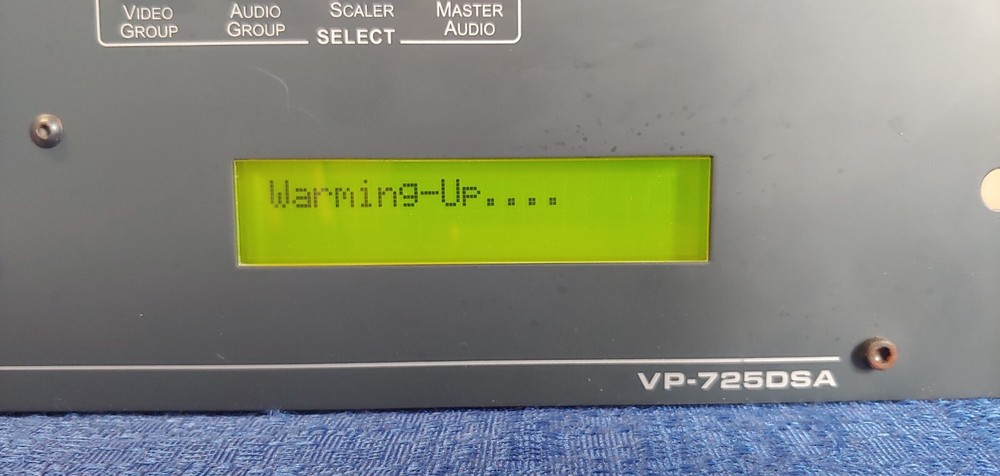 VIDEO GROUP
AUDIO GROUP
SCALER
MASTER AUDIO
SELECT
Warming-Up....
VP-725DSA